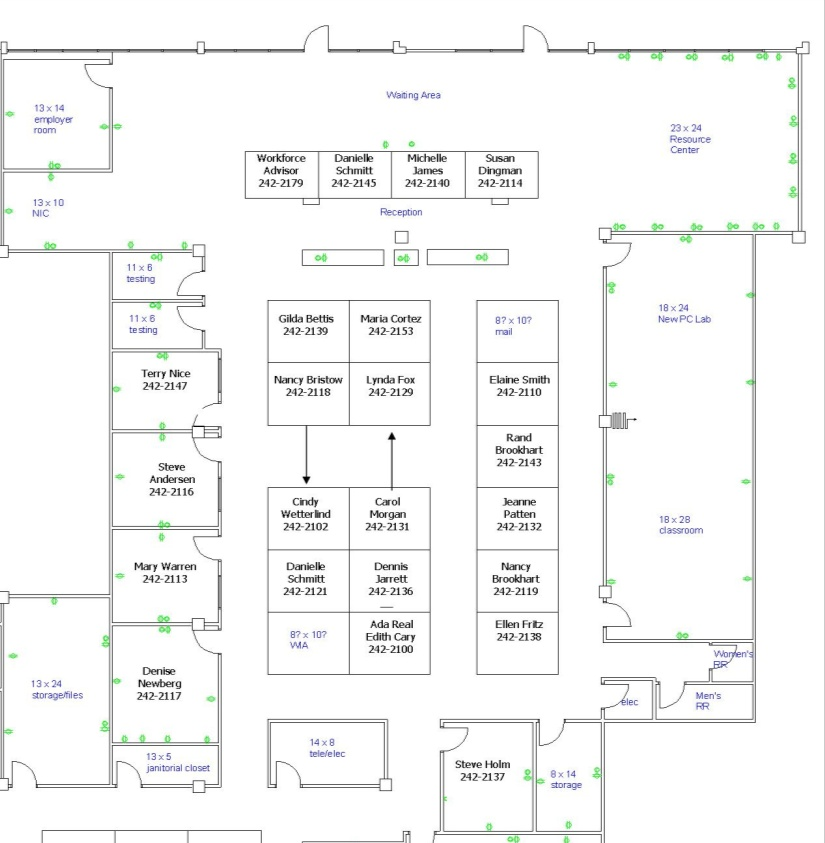 Waiting Area
13 x 14
employer
room
23 x 24
Resource
Center
Workforce
Advisor
242-2179
Danielle
Schmitt
242-2145
Michelle
James
242-2140
Susan
Dingman
242-2114
13 x 10
NIC
Reception
11 x 6
testing
11 x 6
testing
Gilda Bettis
242-2139
Maria Cortez
242-2153
8? x 10?
mail
18 x 24
New PC Lab
Terry Nice
242-2147
Nancy Bristow
242-2118
Lynda Fox
242-2129
Elaine Smith
242-2110
Rand
Brookhart
242-2143
Steve
Andersen
242-2116
Cindy
Wetterlind
242-2102
Carol
Morgan
242-2131
Jeanne
Patten
242-2132
18 x 28
classroom
Mary Warren
242-2113
Danielle
Schmitt
242-2121
Dennis
Jarrett
242-2136
Nancy
Brookhart
242-2119
8? x 10?
WIA
Ada Real
Edith Cary
242-2100
Ellen Fritz
242-2138
Women's
RR
13 x 24
storage/files
Denise
Newberg
242-2117
elec
Men's
RR
13 x 5
janitorial closet
14 x 8
tele/elec
Steve Holm
242-2137
8 x 14
storage